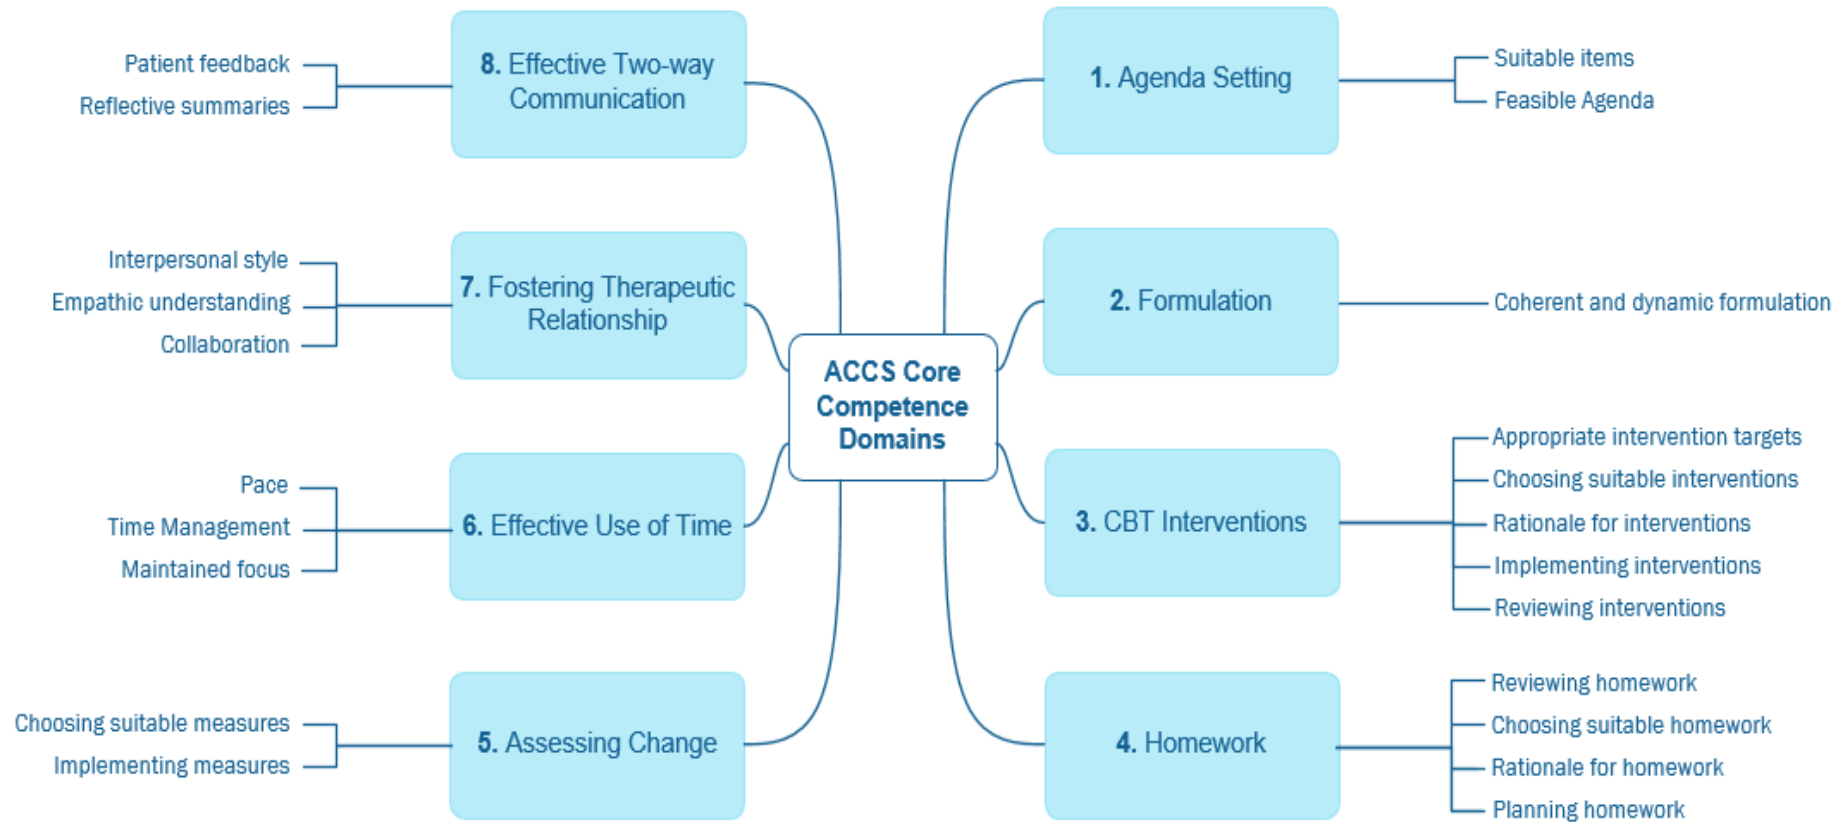 ACCS Core
Competence
Domains
1. Agenda Setting
Suitable items
Feasible Agenda
2. Formulation
Coherent and dynamic formulation
3. CBT Interventions
Appropriate intervention targets
Choosing suitable interventions
Rationale for interventions
Implementing interventions
Reviewing interventions
4. Homework
Reviewing homework
Choosing suitable homework
Rationale for homework
Planning homework
5. Assessing Change
Choosing suitable measures
Implementing measures
6. Effective Use of Time
Pace
Time Management
Maintained focus
7. Fostering Therapeutic
Relationship
Interpersonal style
Empathic understanding
Collaboration
8. Effective Two-way
Communication
Patient feedback
Reflective summaries